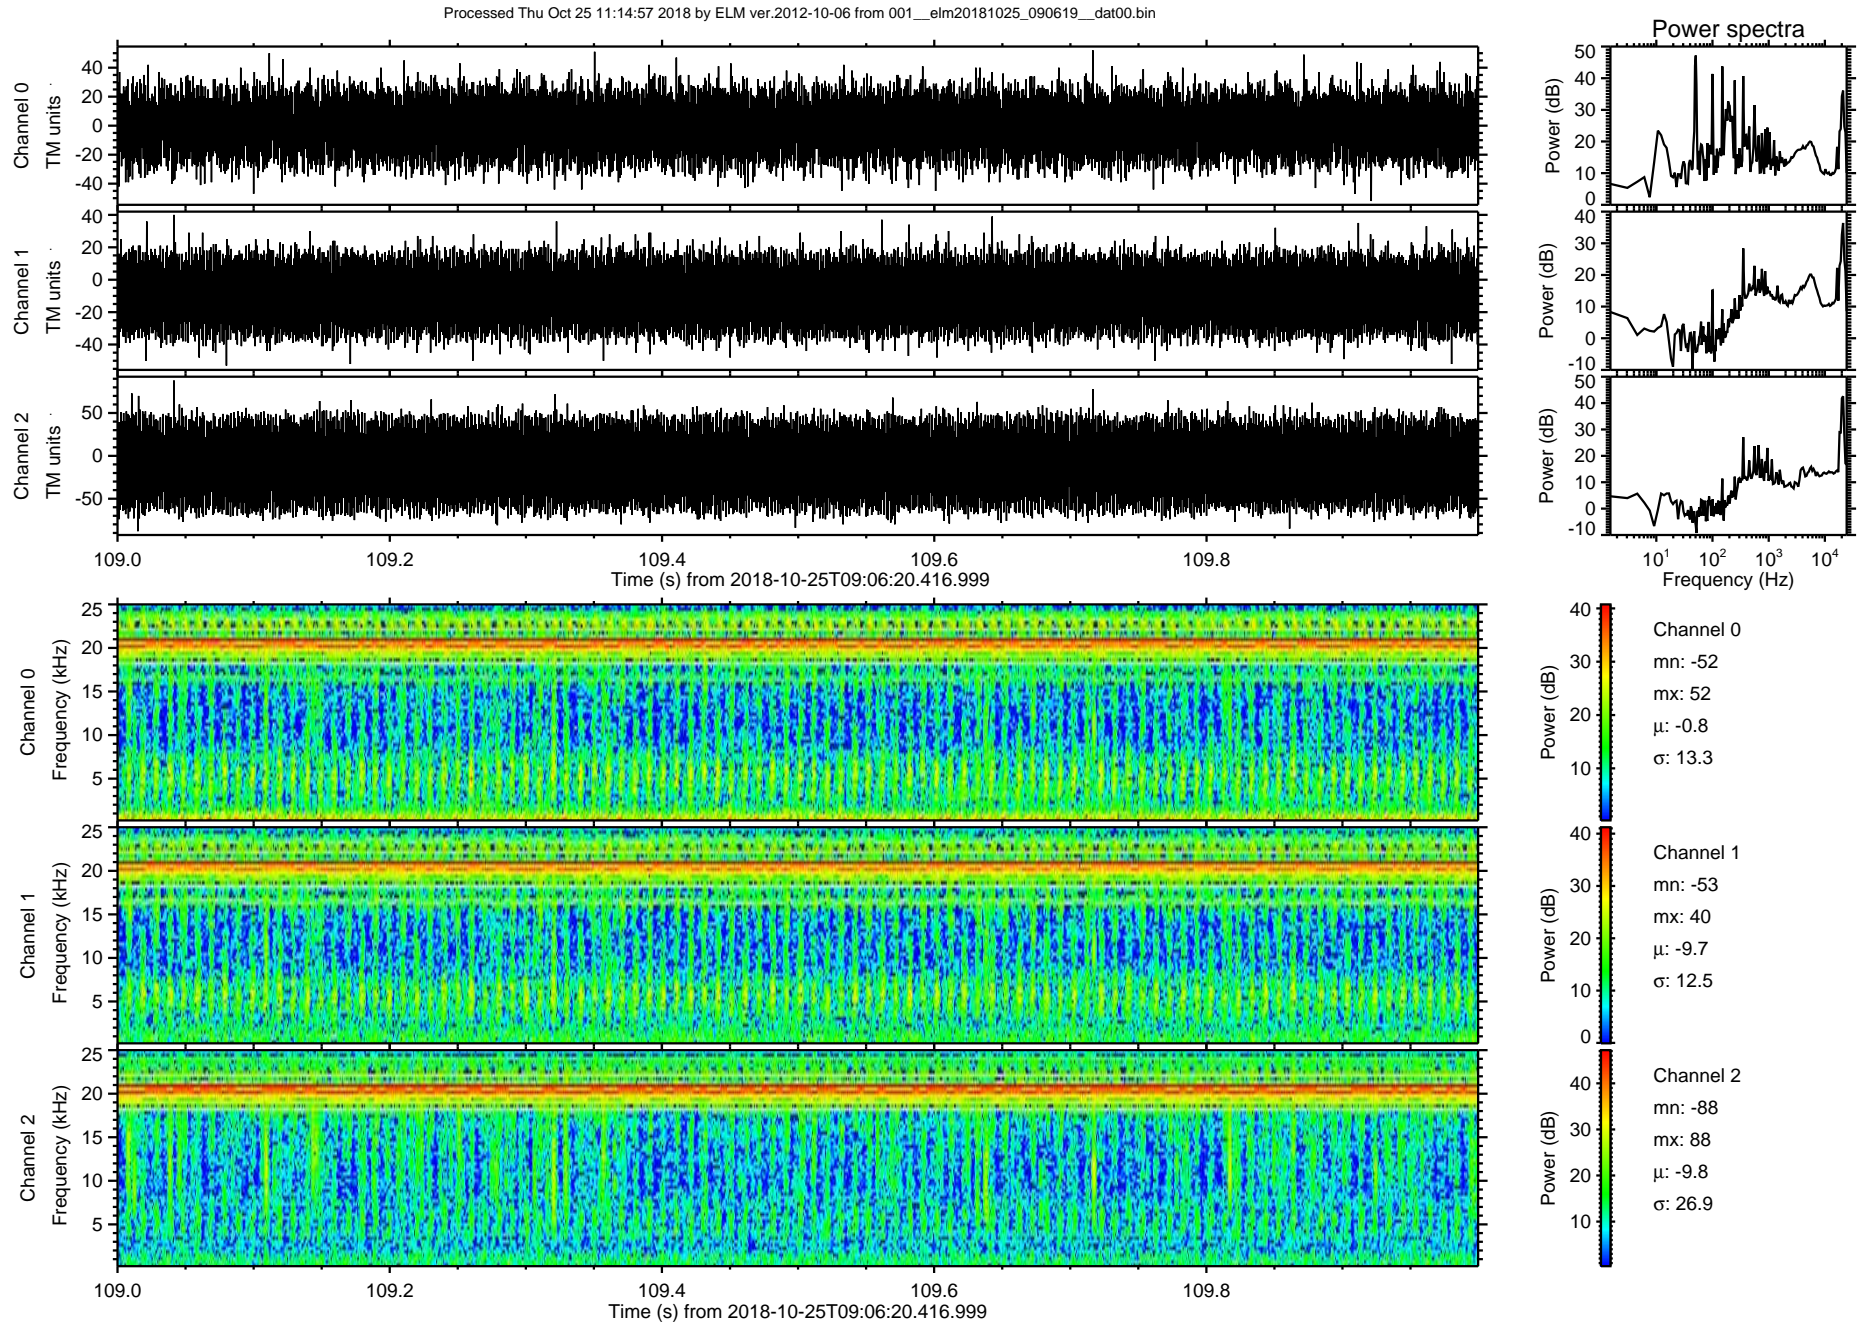 Processed Thu Oct 25 11:14:57 2018 by ELM ver.2012-10-06 from 001__elm20181025_090619__dat00.bin
Power spectra
Channel 0
TM units
40
20
0
-20
-40
Power (dB)
50
40
30
20
10
0
Channel 1
TM units
40
20
0
-20
-40
Power (dB)
40
30
20
10
0
-10
Channel 2
TM units
50
0
-50
Power (dB)
50
40
30
20
10
0
-10
109.0 109.2 109.4 109.6 109.8
Time (s) from 2018-10-25T09:06:20.416.999
10^1 10^2 10^3 10^4
Frequency (Hz)
Channel 0
Frequency (kHz)
25
20
15
10
5
Power (dB)
40
30
20
10
Channel 0
mn: -52
mx: 52
μ: -0.8
σ: 13.3
Channel 1
Frequency (kHz)
25
20
15
10
5
Power (dB)
40
30
20
10
0
Channel 1
mn: -53
mx: 40
μ: -9.7
σ: 12.5
Channel 2
Frequency (kHz)
25
20
15
10
5
Power (dB)
40
30
20
10
Channel 2
mn: -88
mx: 88
μ: -9.8
σ: 26.9
109.0 109.2 109.4 109.6 109.8
Time (s) from 2018-10-25T09:06:20.416.999